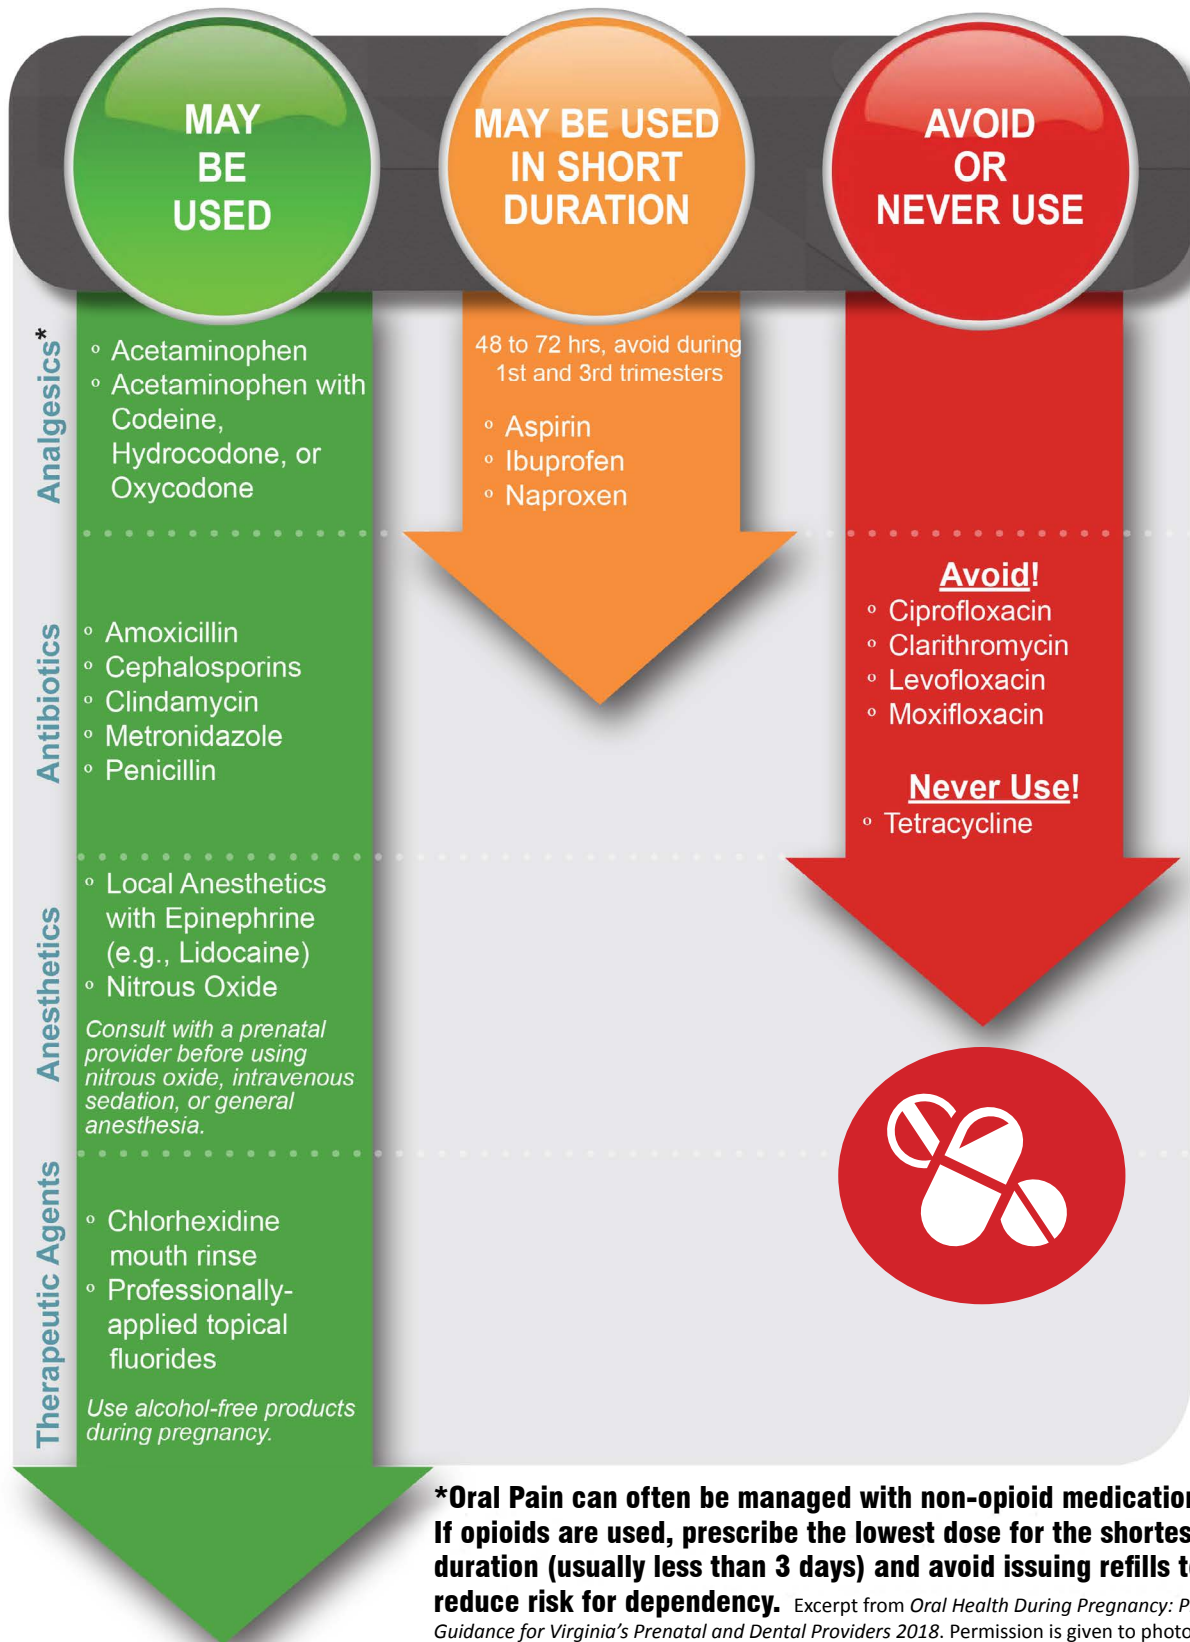 MAY
BE
USED
MAY BE USED
IN SHORT
DURATION
AVOID
OR
NEVER USE
Analgesics*
o Acetaminophen
o Acetaminophen with
Codeine,
Hydrocodone, or
Oxycodone
48 to 72 hrs, avoid during
1st and 3rd trimesters
o Aspirin
o Ibuprofen
o Naproxen
Antibiotics
o Amoxicillin
o Cephalosporins
o Clindamycin
o Metronidazole
o Penicillin
Avoid!
o Ciprofloxacin
o Clarithromycin
o Levofloxacin
o Moxifloxacin
Never Use!
o Tetracycline
Anesthetics
o Local Anesthetics
with Epinephrine
(e.g., Lidocaine)
o Nitrous Oxide
Consult with a prenatal
provider before using
nitrous oxide, intravenous
sedation, or general
anesthesia.
Therapeutic Agents
o Chlorhexidine
mouth rinse
o Professionally-
applied topical
fluorides
Use alcohol-free products
during pregnancy.
*Oral Pain can often be managed with non-opioid medication
If opioids are used, prescribe the lowest dose for the shortes
duration (usually less than 3 days) and avoid issuing refills t
reduce risk for dependency. Excerpt from Oral Health During Pregnancy: P
Guidance for Virginia's Prenatal and Dental Providers 2018. Permission is given to photo